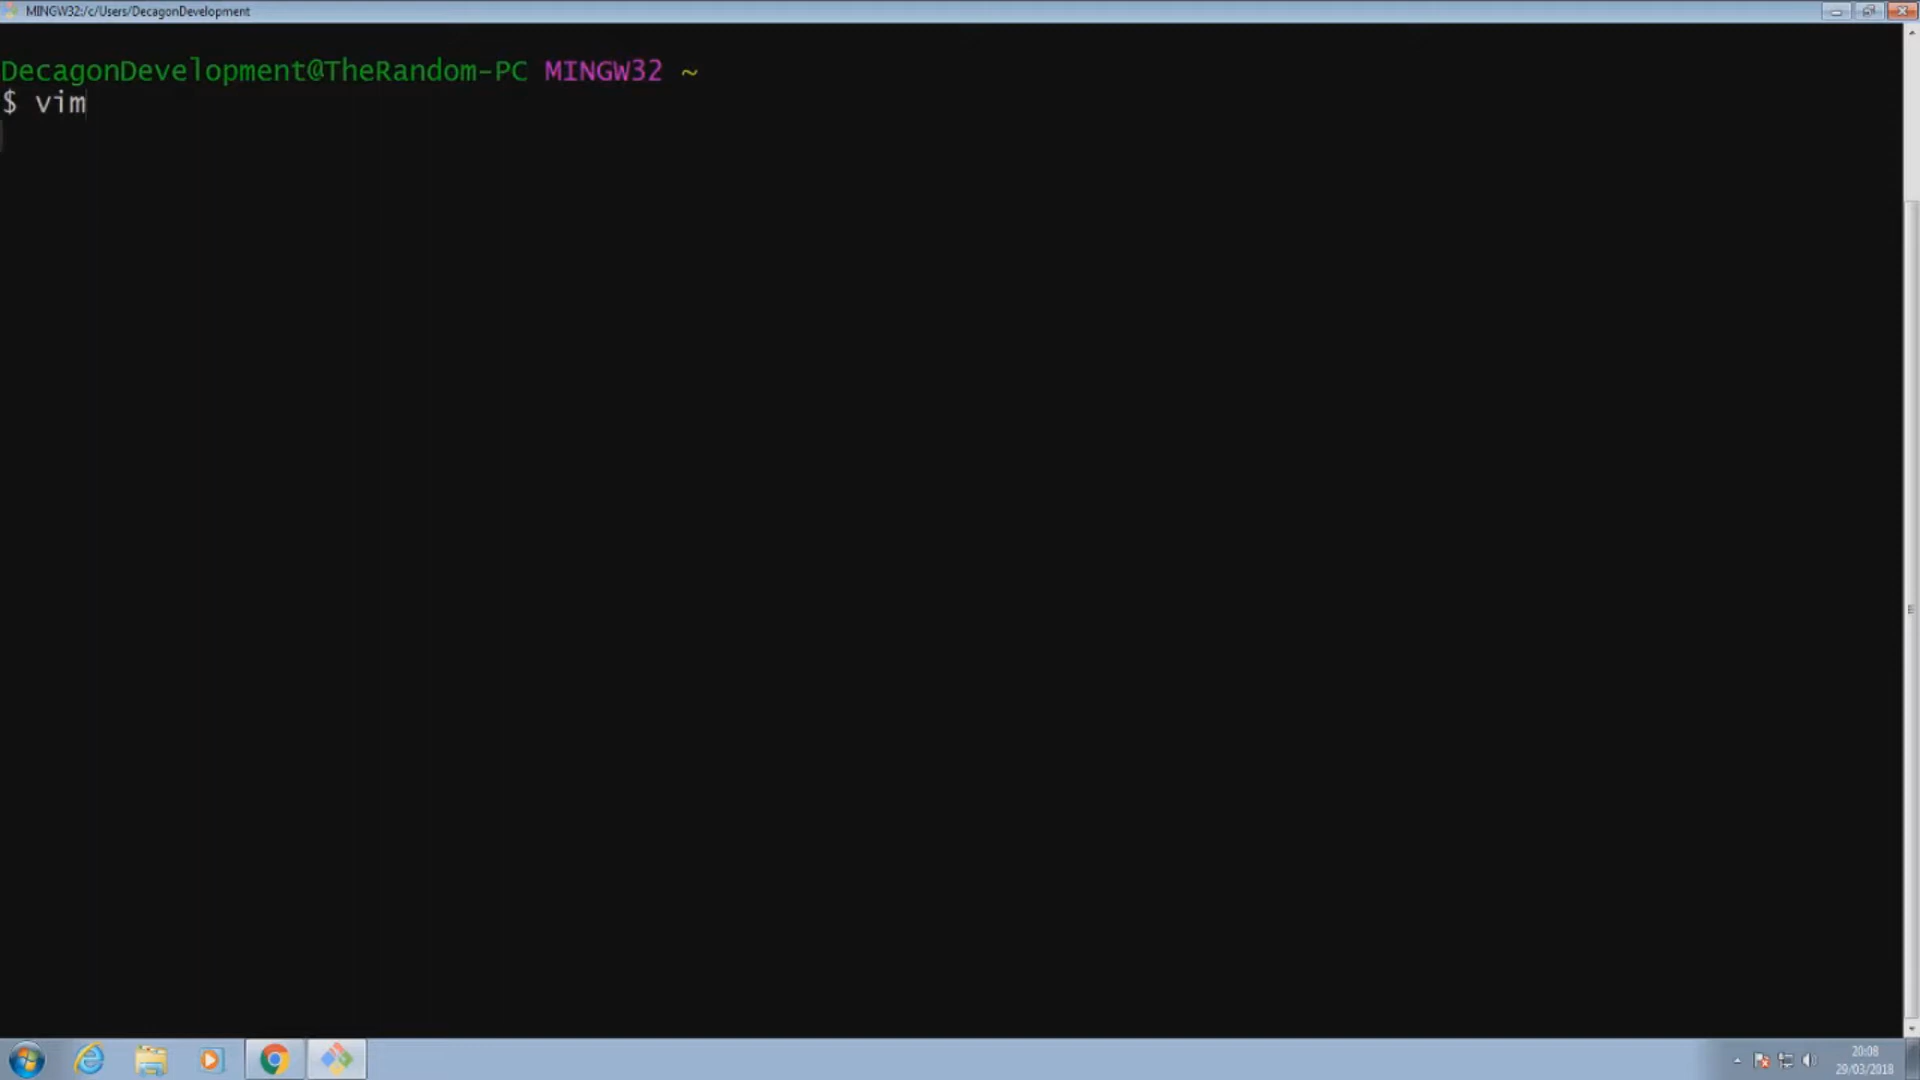 MINGW32:/c/Users/DecagonDevelopment
DecagonDevelopment@TheRandom-PC MINGW32 ~
$ vim
20:08
29/03/2018